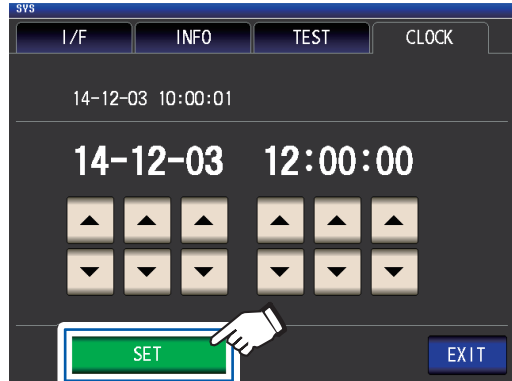 SYS
I/F INFO TEST CLOCK
14-12-03 10:00:01
14-12-03 12:00:00
SET
EXIT